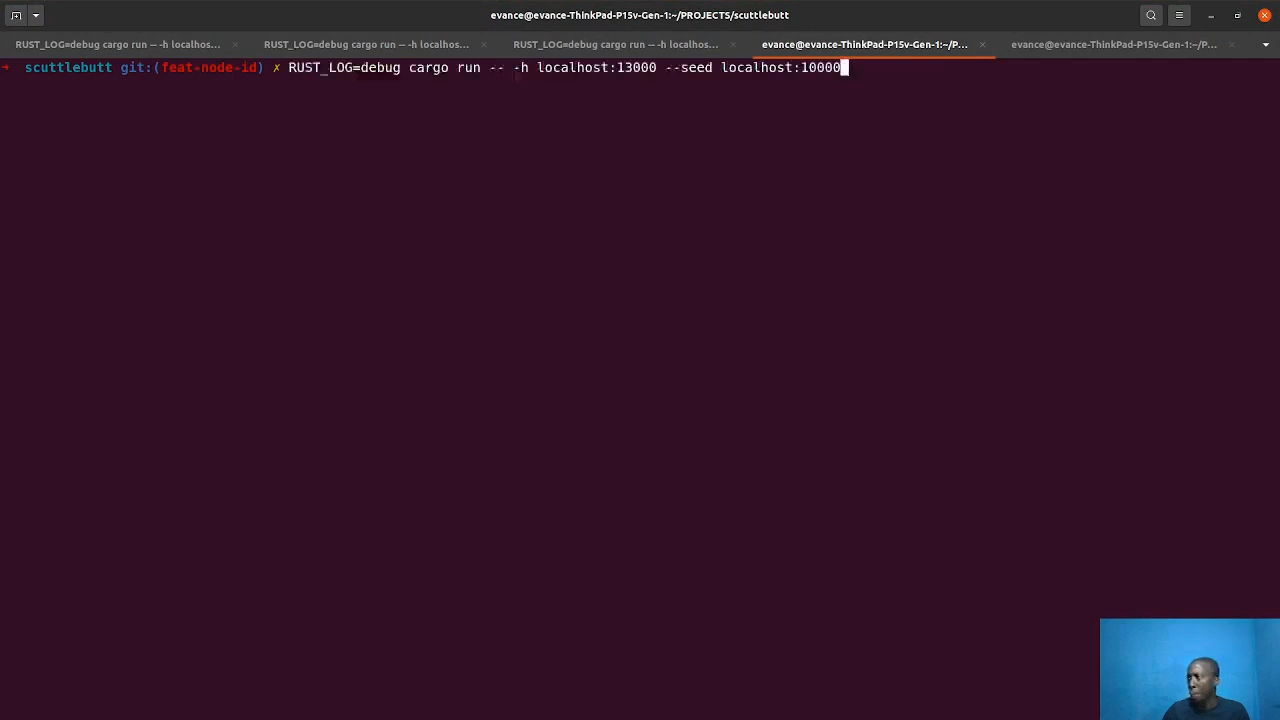 evance@evance-ThinkPad-P15v-Gen-1:~/PROJECTS/scuttlebutt
RUST_LOG=debug cargo run -- -h localhos...
RUST_LOG=debug cargo run -- -h localhos...
RUST_LOG=debug cargo run -- -h localhos...
evance@evance-ThinkPad-P15v-Gen-1:~/P...
evance@evance-ThinkPad-P15v-Gen-1:~/P...
→ scuttlebutt git:(feat-node-id) ✗ RUST_LOG=debug cargo run -- -h localhost:13000 --seed localhost:10000